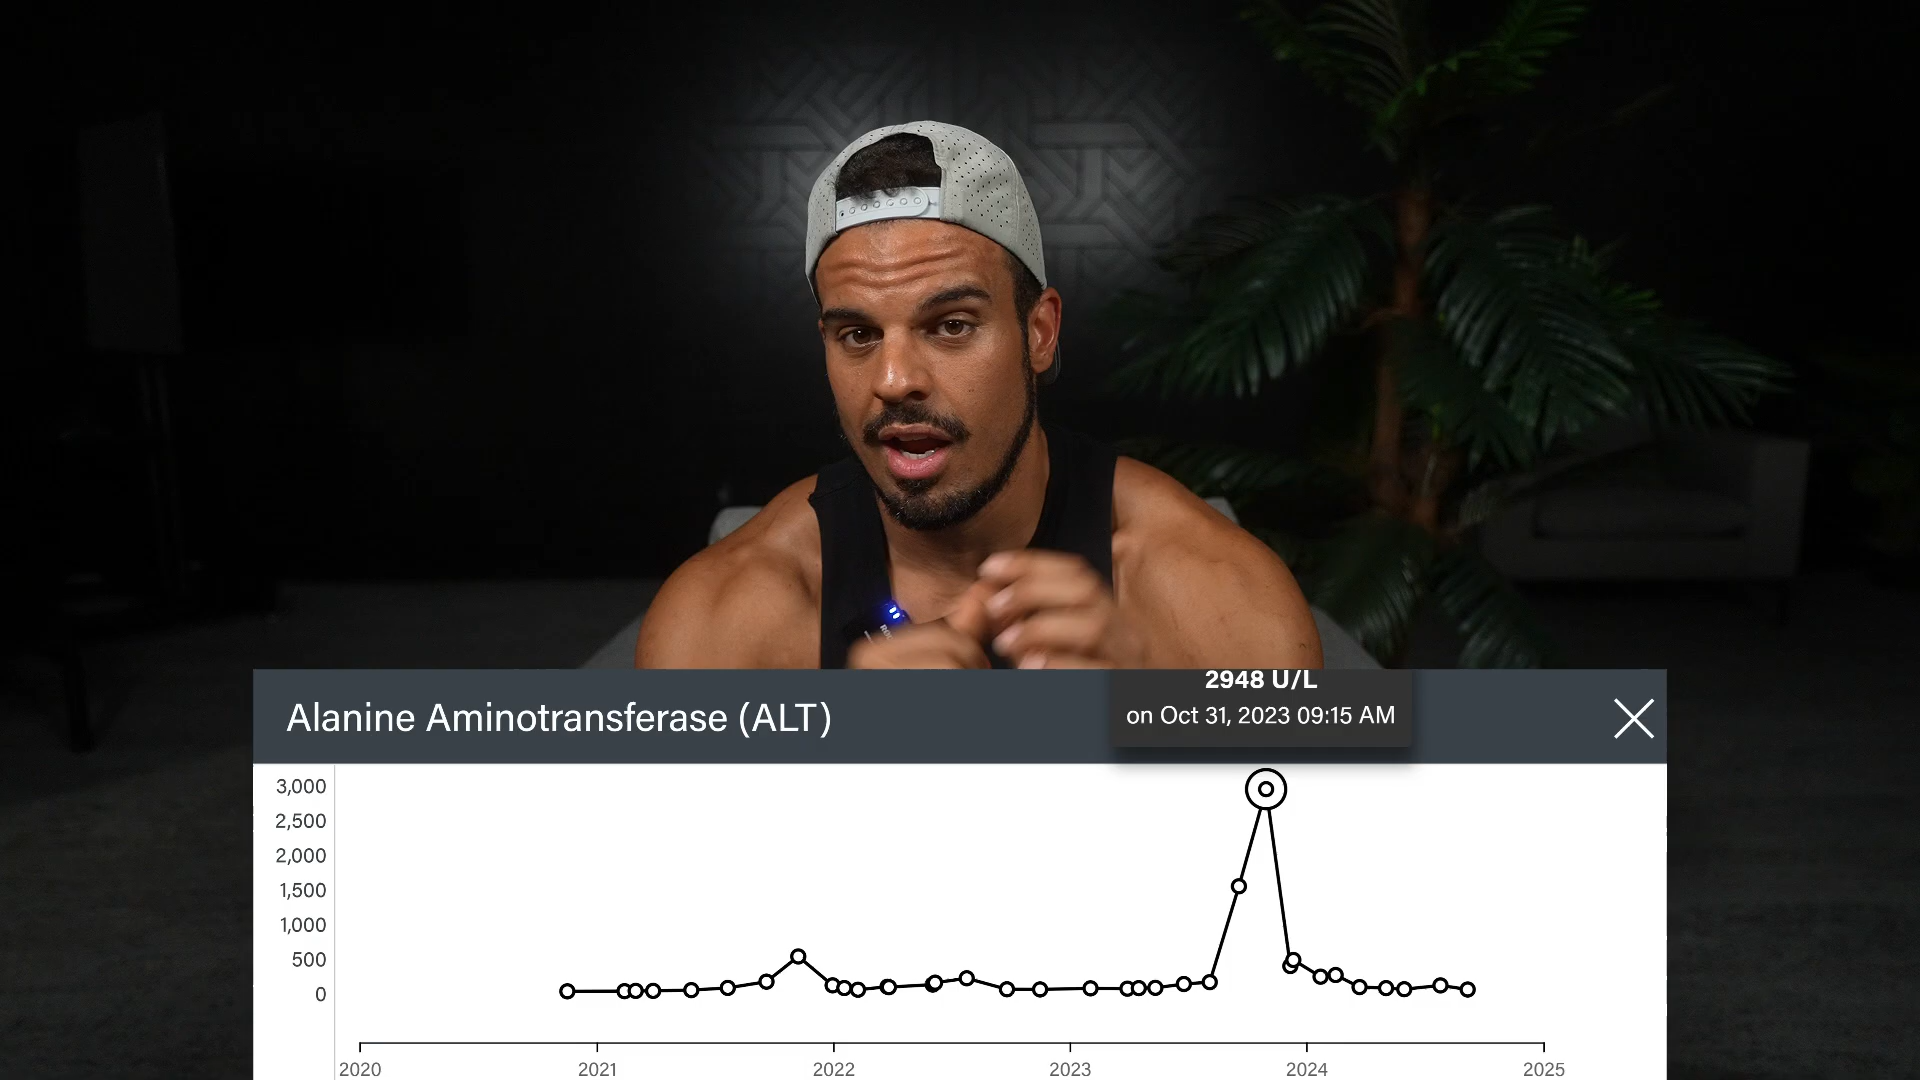 2948 U/L
Alanine Aminotransferase (ALT)
on Oct 31, 2023 09:15 AM
3,000
2,500
2,000
1,500
1,000
500
0
2020 2021 2022 2023 2024 2025